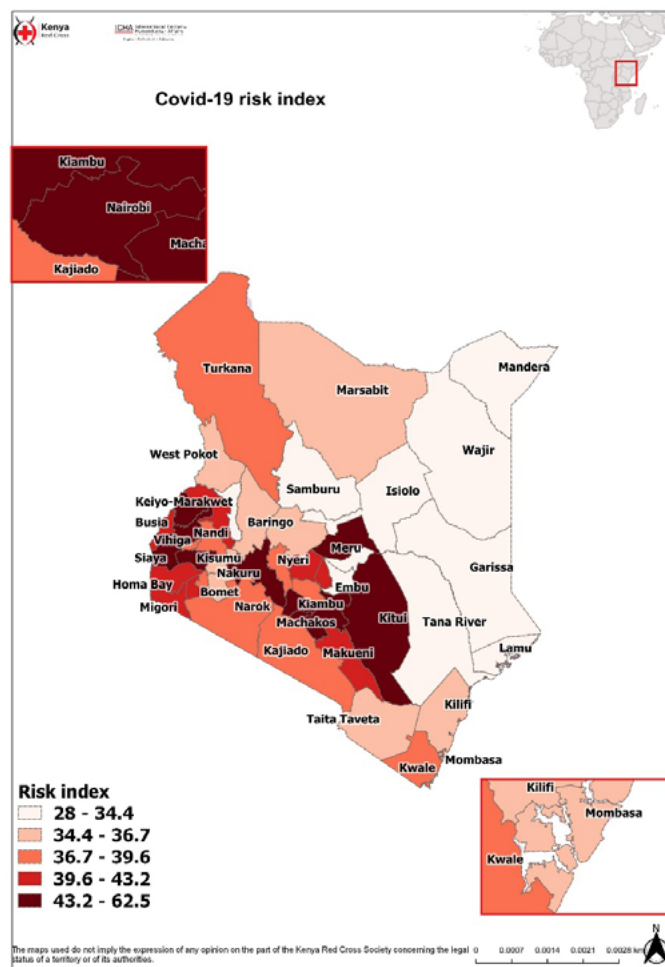 Kenya
Red Cross
ICHA International Center for
Humanitarian Affairs
Covid-19 risk index
Kiambu
Nairobi
Macha
Kajiado
Turkana
Marsabit
Mandera
Wajir
West Pokot
Samburu
Isiolo
Keiyo-Marakwet
Baringo
Busia
Nandi
Vihiga
Meru
Siaya
Kisumu
Nyeri
Garissa
Nakuru
Embu
Homa Bay
Bomet
Kiambu
Migori
Narok
Kitui
Tana River
Machakos
Kajiado
Makueni
Lamu
Kilifi
Taita Taveta
Mombasa
Kwale
Risk index
28 - 34.4
34.4 - 36.7
36.7 - 39.6
39.6 - 43.2
43.2 - 62.5
Kilifi
Mombasa
Kwale
N
The maps used do not imply the expression of any opinion on the part of the Kenya Red Cross Society concerning the legal
status of a territory or of its authorities.
0 0.0007 0.0014 0.0021 0.0028 km